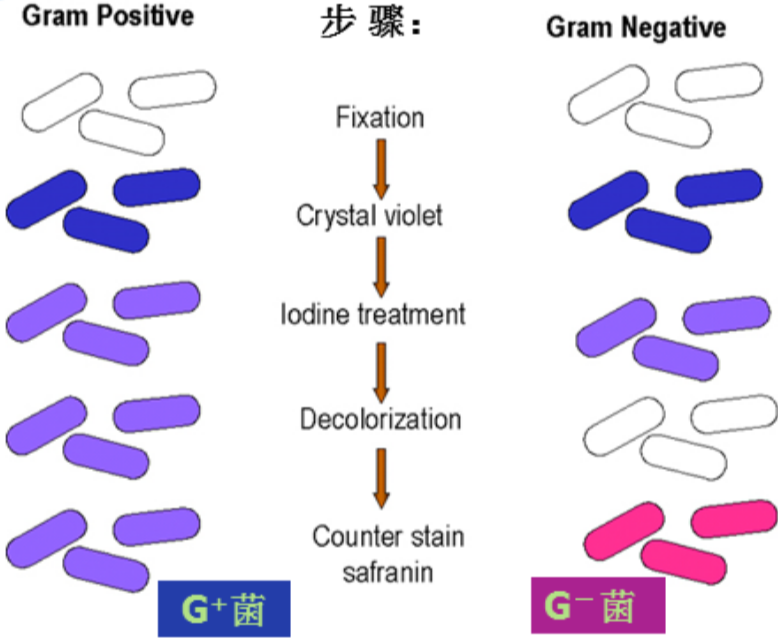 Gram Positive
步骤：
Gram Negative
Fixation
Crystal violet
Iodine treatment
Decolorization
Counter stain
safranin
G⁺菌
G⁻菌